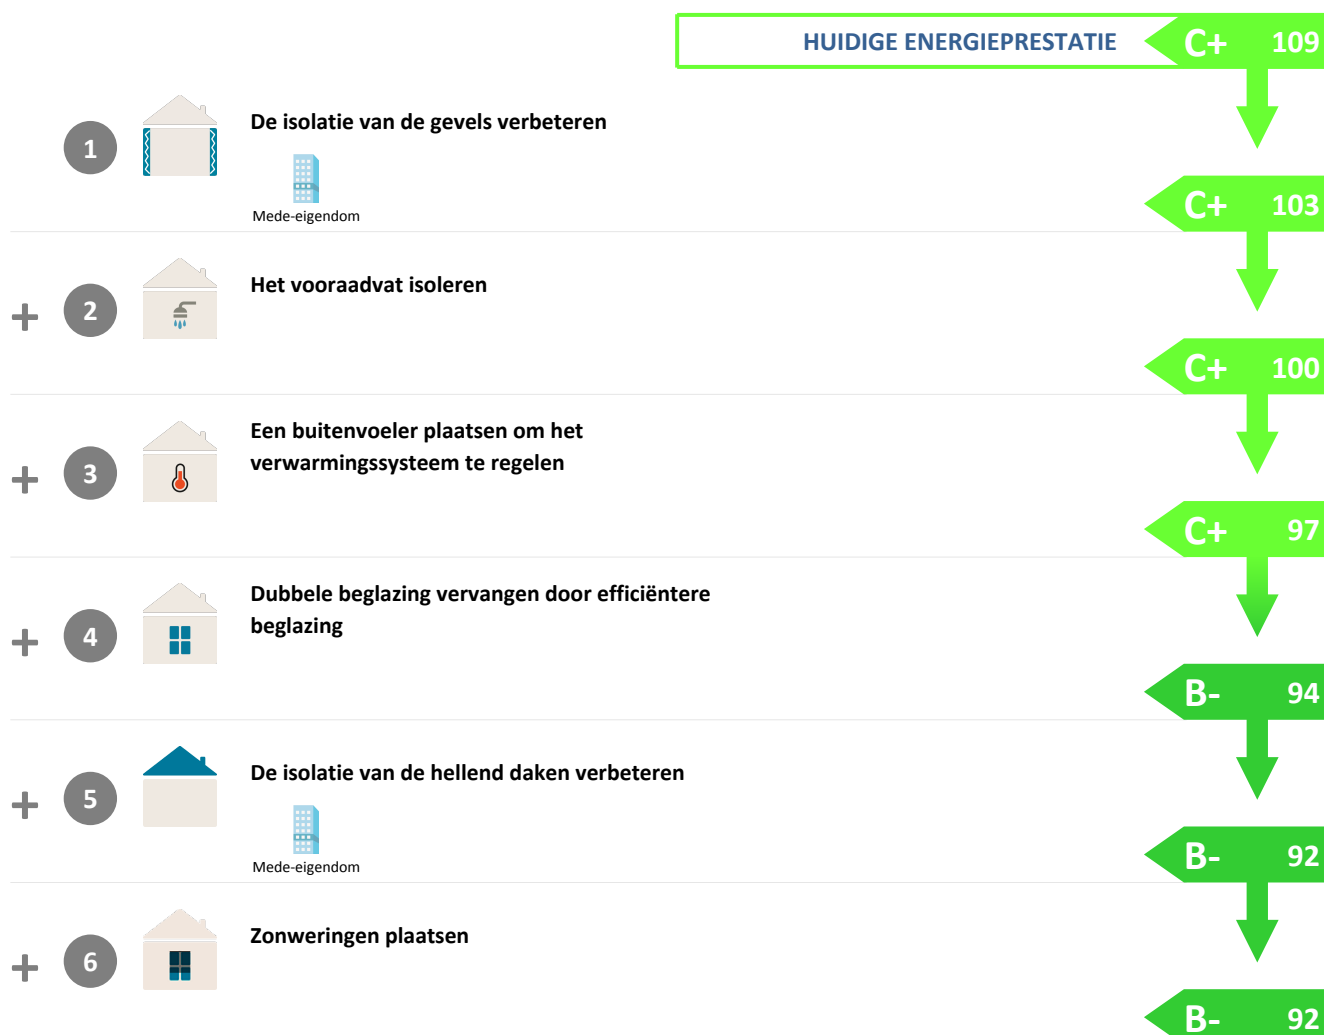 HUIDIGE ENERGIEPRESTATIE C+ 109
1 De isolatie van de gevels verbeteren
Mede-eigendom
C+ 103
+ 2 Het vooraadvat isoleren
C+ 100
+ 3 Een buitenvoeler plaatsen om het
verwarmingssysteem te regelen
C+ 97
+ 4 Dubbele beglazing vervangen door efficiëntere
beglazing
B- 94
+ 5 De isolatie van de hellend daken verbeteren
Mede-eigendom
B- 92
+ 6 Zonweringen plaatsen
B- 92